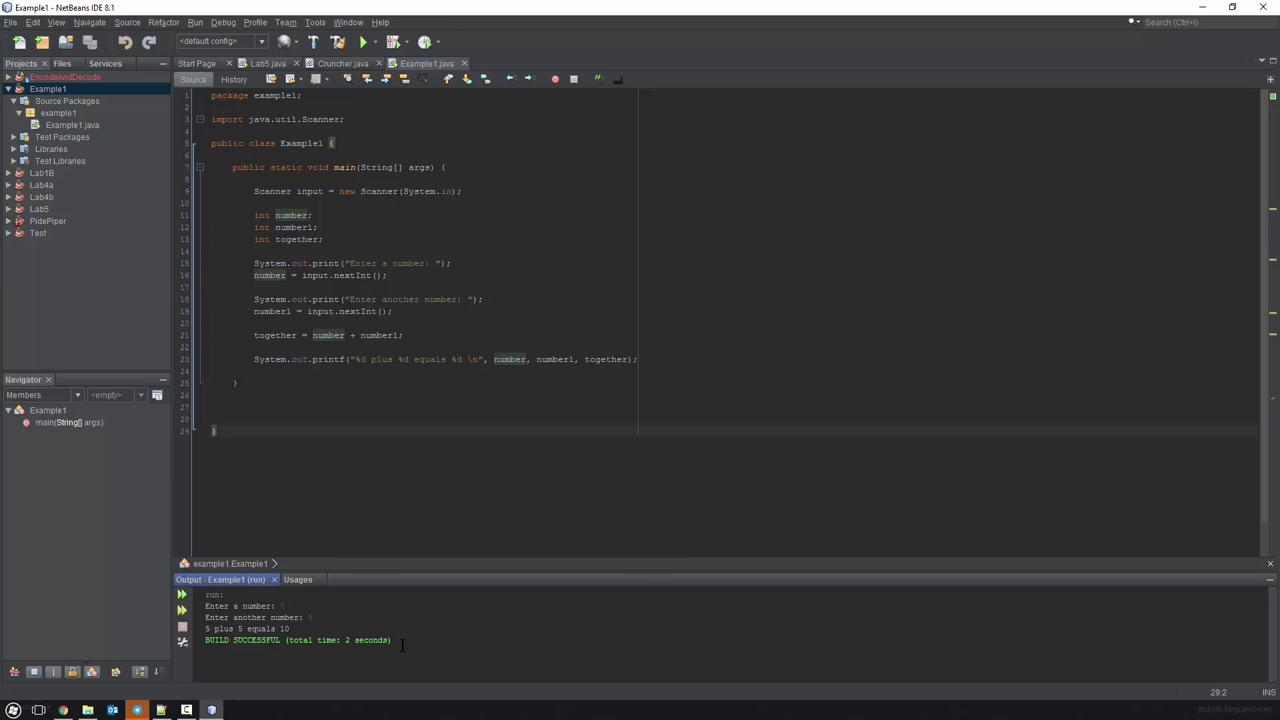 Example1 - NetBeans IDE 8.1
File Edit View Navigate Source Refactor Run Debug Profile Team Tools Window Help
Search (Ctrl+I)
<default config>
Projects Files Services
Start Page Lab5.java Cruncher.java Example1.java
Source History
EncodeAndDecode
Example1
Source Packages
example1
Example1.java
Test Packages
Libraries
Test Libraries
Lab1B
Lab4a
Lab4b
Lab5
PidePiper
Test
1 package example1;
2
3 import java.util.Scanner;
4
5 public class Example1 {
6
7 public static void main(String[] args) {
8
9 Scanner input = new Scanner(System.in);
10
11 int number;
12 int number1;
13 int together;
14
15 System.out.print("Enter a number: ");
16 number = input.nextInt();
17
18 System.out.print("Enter another number: ");
19 number1 = input.nextInt();
20
21 together = number + number1;
22
23 System.out.printf("%d plus %d equals %d \n", number, number1, together);
24
25 }
26
27
28
29 }
Navigator
Members <empty>
Example1
main(String[] args)
example1.Example1
Output - Example1 (run) Usages
run:
Enter a number: 5
Enter another number: 5
5 plus 5 equals 10
BUILD SUCCESSFUL (total time: 2 seconds)
29:2 INS